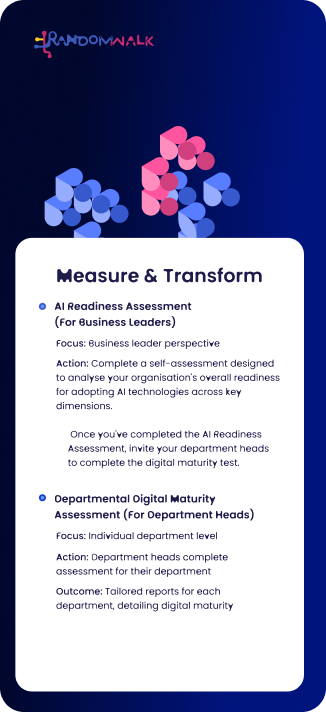 RANDOMWALK
Measure & Transform
AI Readiness Assessment
(For Business Leaders)
Focus: Business leader perspective
Action: Complete a self-assessment designed
to analyse your organisation's overall readiness
for adopting AI technologies across key
dimensions.
Once you've completed the AI Readiness
Assessment, invite your department heads
to complete the digital maturity test.
Departmental Digital Maturity
Assessment (For Department Heads)
Focus: Individual department level
Action: Department heads complete
assessment for their department
Outcome: Tailored reports for each
department, detailing digital maturity